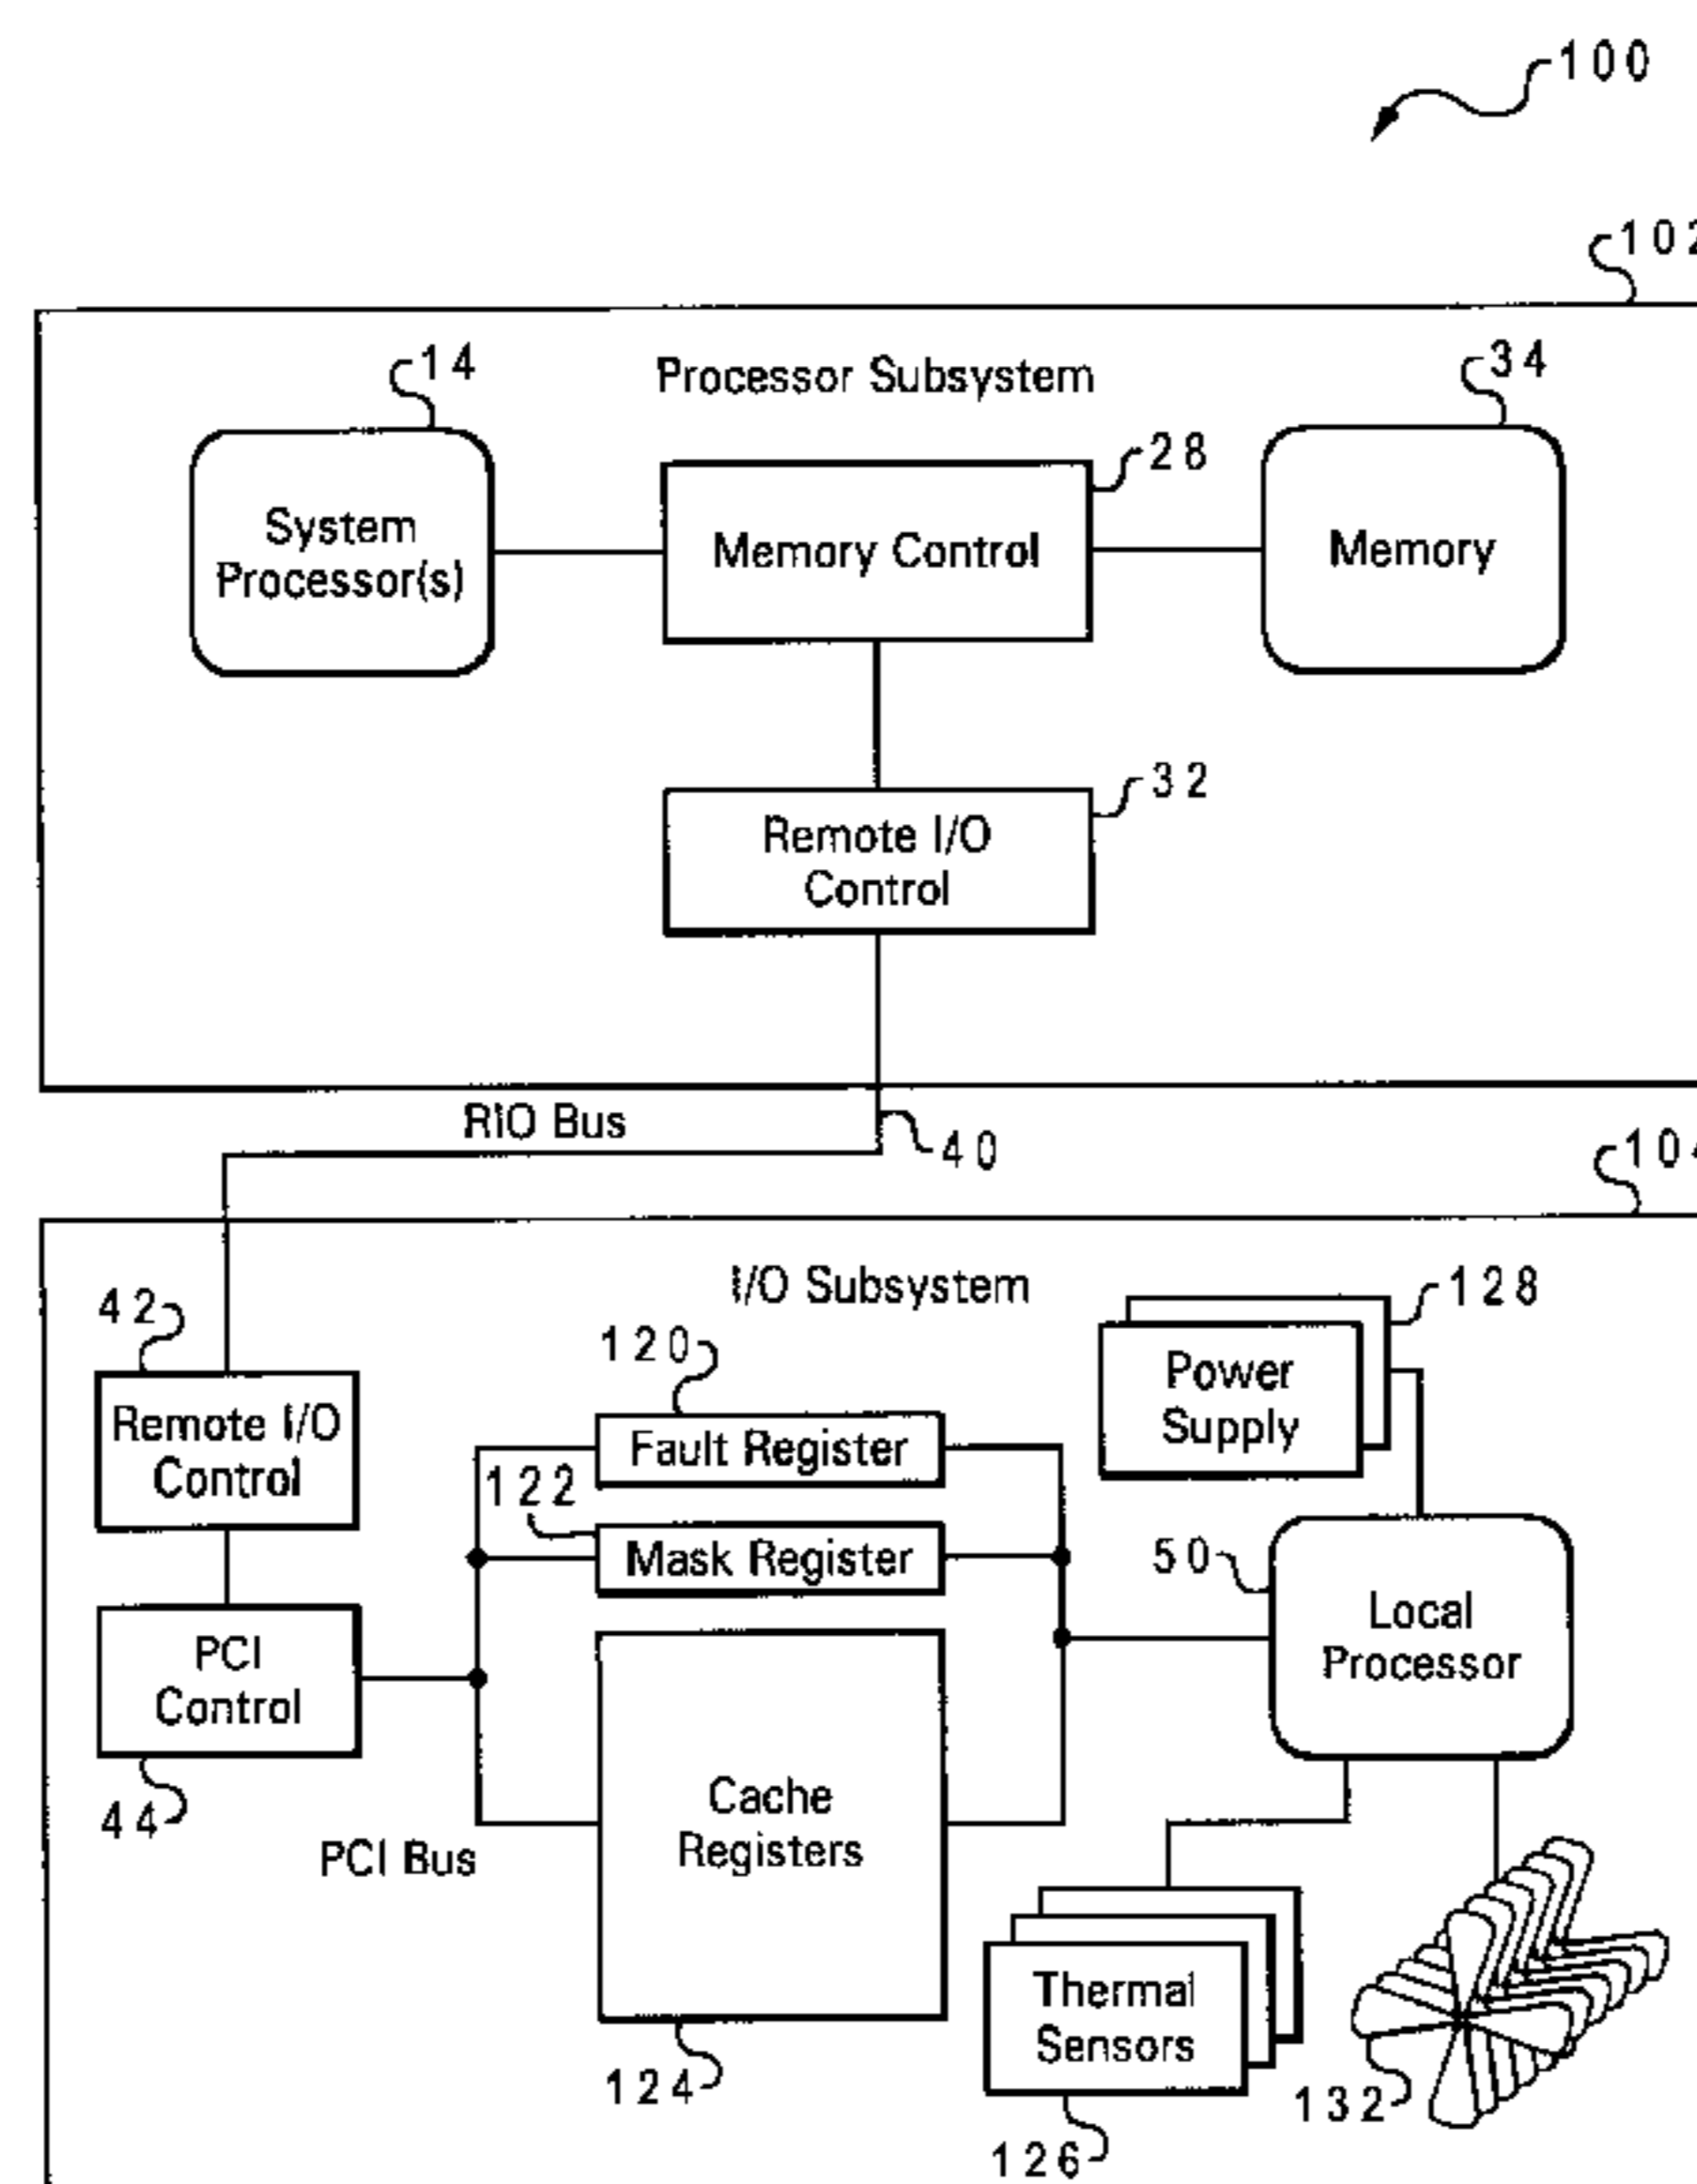 100
102
Processor Subsystem
14
34
28
System
Processor(s)
Memory Control
Memory
32
Remote I/O
Control
RIO Bus
40
104
I/O Subsystem
42
120
128
Power
Supply
Remote I/O
Control
Fault Register
122
Mask Register
50
Local
Processor
PCI
Control
44
PCI Bus
Cache
Registers
Thermal
Sensors
124
132
126